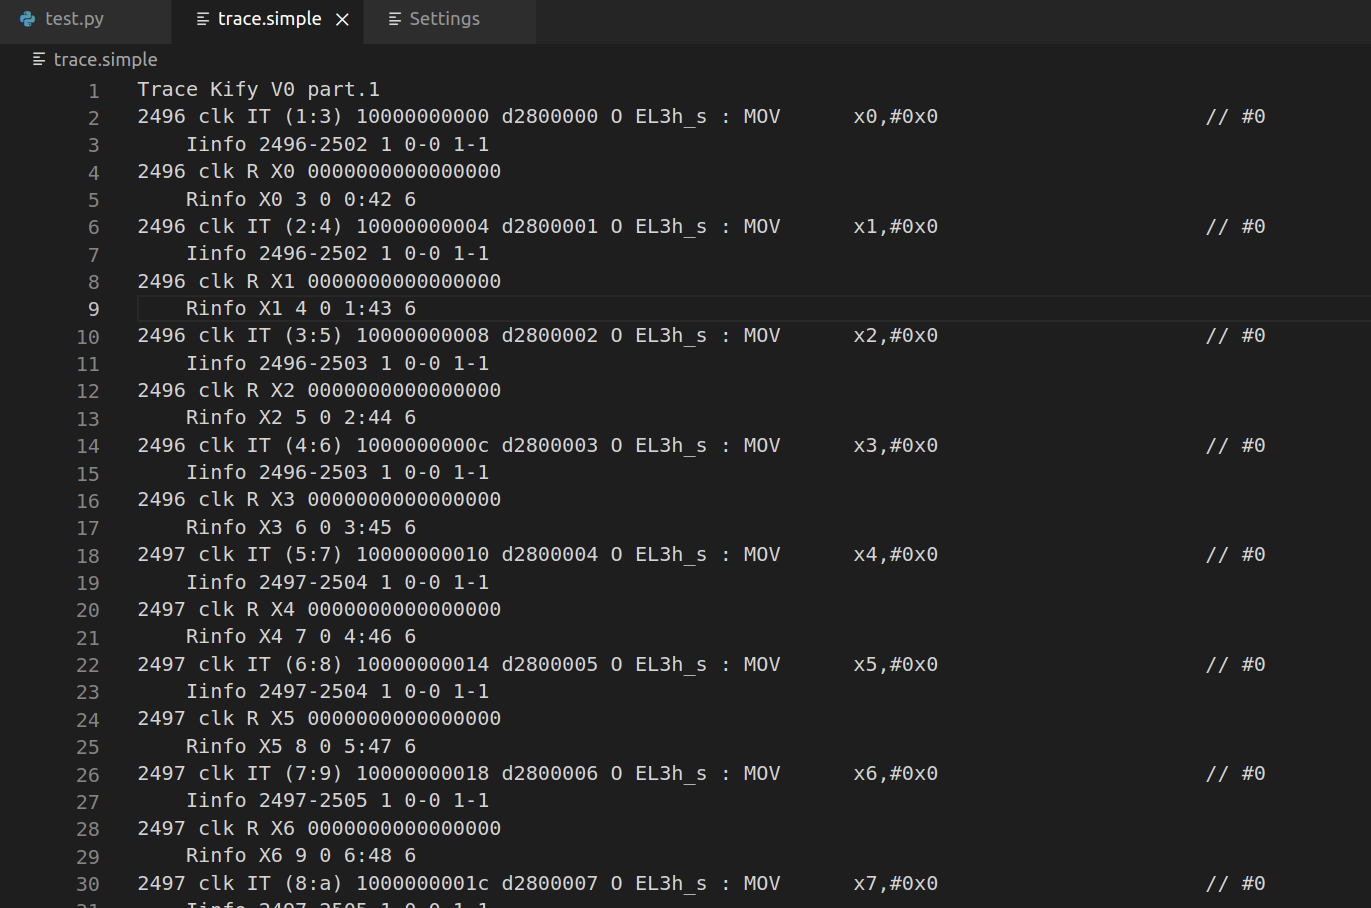 test.py trace.simple Settings
trace.simple
1 Trace Kify V0 part.1
2 2496 clk IT (1:3) 10000000000 d2800000 O EL3h_s : MOV x0,#0x0 // #0
3 Iinfo 2496-2502 1 0-0 1-1
4 2496 clk R X0 0000000000000000
5 Rinfo X0 3 0 0:42 6
6 2496 clk IT (2:4) 10000000004 d2800001 O EL3h_s : MOV x1,#0x0 // #0
7 Iinfo 2496-2502 1 0-0 1-1
8 2496 clk R X1 0000000000000000
9 Rinfo X1 4 0 1:43 6
10 2496 clk IT (3:5) 10000000008 d2800002 O EL3h_s : MOV x2,#0x0 // #0
11 Iinfo 2496-2503 1 0-0 1-1
12 2496 clk R X2 0000000000000000
13 Rinfo X2 5 0 2:44 6
14 2496 clk IT (4:6) 1000000000c d2800003 O EL3h_s : MOV x3,#0x0 // #0
15 Iinfo 2496-2503 1 0-0 1-1
16 2496 clk R X3 0000000000000000
17 Rinfo X3 6 0 3:45 6
18 2497 clk IT (5:7) 10000000010 d2800004 O EL3h_s : MOV x4,#0x0 // #0
19 Iinfo 2497-2504 1 0-0 1-1
20 2497 clk R X4 0000000000000000
21 Rinfo X4 7 0 4:46 6
22 2497 clk IT (6:8) 10000000014 d2800005 O EL3h_s : MOV x5,#0x0 // #0
23 Iinfo 2497-2504 1 0-0 1-1
24 2497 clk R X5 0000000000000000
25 Rinfo X5 8 0 5:47 6
26 2497 clk IT (7:9) 10000000018 d2800006 O EL3h_s : MOV x6,#0x0 // #0
27 Iinfo 2497-2505 1 0-0 1-1
28 2497 clk R X6 0000000000000000
29 Rinfo X6 9 0 6:48 6
30 2497 clk IT (8:a) 1000000001c d2800007 O EL3h_s : MOV x7,#0x0 // #0
31 Iinfo 2497-2505 1 0-0 1-1